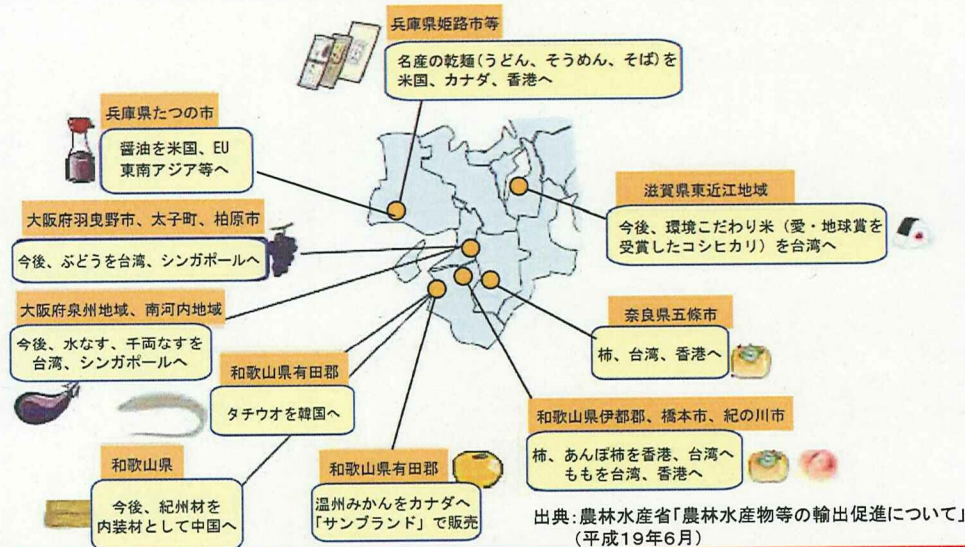 兵庫県姫路市等
名産の乾麺(うどん、そうめん、そば)を
米国、カナダ、香港へ
兵庫県たつの市
醤油を米国、EU
東南アジア等へ
滋賀県東近江地域
今後、環境こだわり米（愛・地球賞を
受賞したコシヒカリ）を台湾へ
大阪府羽曳野市、太子町、柏原市
今後、ぶどうを台湾、シンガポールへ
大阪府泉州地域、南河内地域
今後、水なす、千両なすを
台湾、シンガポールへ
奈良県五條市
柿、台湾、香港へ
和歌山県有田郡
タチウオを韓国へ
和歌山県伊都郡、橋本市、紀の川市
柿、あんぽ柿を香港、台湾へ
ももを台湾、香港へ
和歌山県
今後、紀州材を
内装材として中国へ
和歌山県有田郡
温州みかんをカナダへ
「サンブランド」で販売
出典：農林水産省「農林水産物等の輸出促進について」
（平成19年6月）